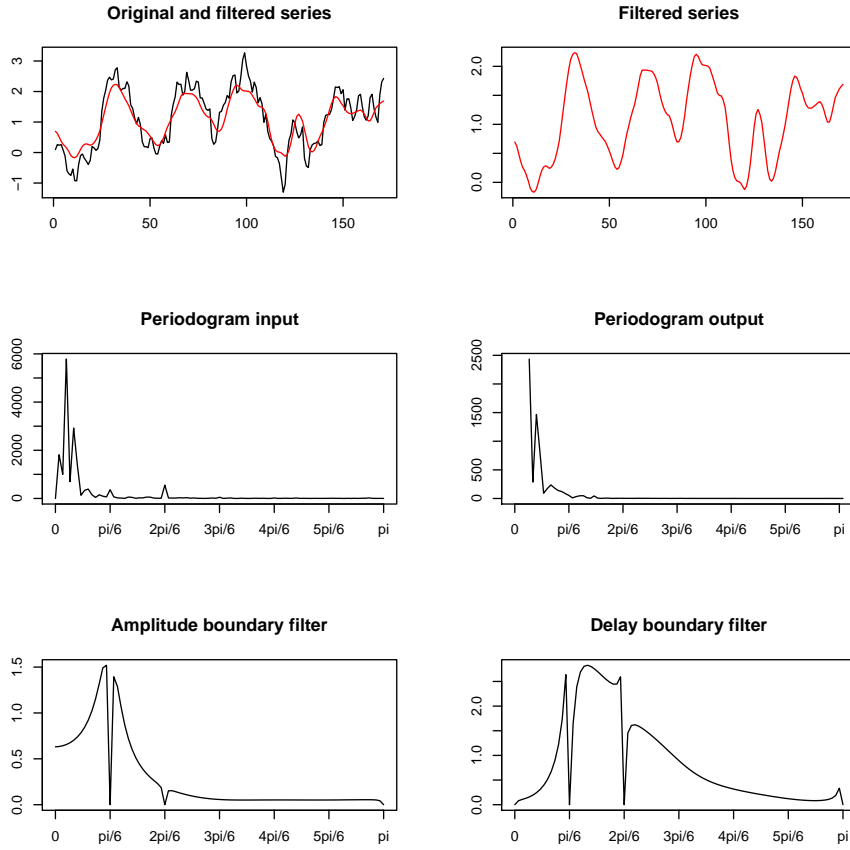 Original and filtered series
3
2
1
0
−1
0 50 100 150
Filtered series
2.0
1.0
0.0
0 50 100 150
Periodogram input
6000
4000
2000
0
0 pi/6 2pi/6 3pi/6 4pi/6 5pi/6 pi
Periodogram output
2500
1500
500
0
0 pi/6 2pi/6 3pi/6 4pi/6 5pi/6 pi
Amplitude boundary filter
1.5
1.0
0.5
0.0
0 pi/6 2pi/6 3pi/6 4pi/6 5pi/6 pi
Delay boundary filter
2.0
1.0
0.0
0 pi/6 2pi/6 3pi/6 4pi/6 5pi/6 pi